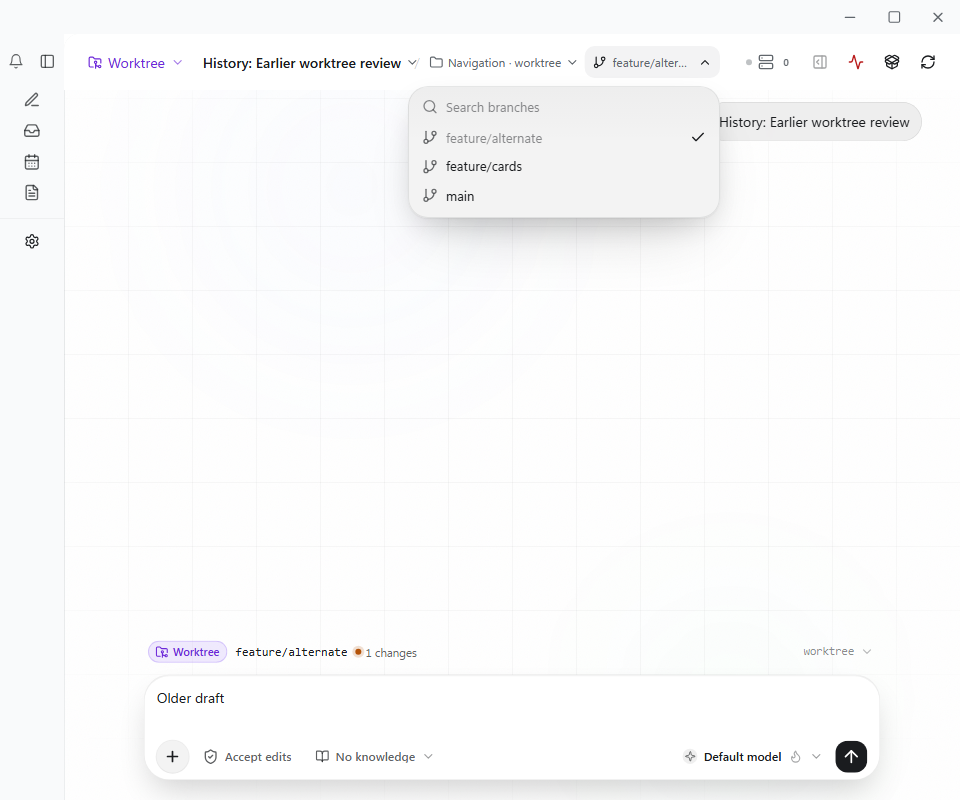 Worktree
History: Earlier worktree review
Navigation · worktree
feature/alter...
0
Search branches
feature/alternate
feature/cards
main
History: Earlier worktree review
Worktree
feature/alternate
1 changes
worktree
Older draft
Accept edits
No knowledge
Default model